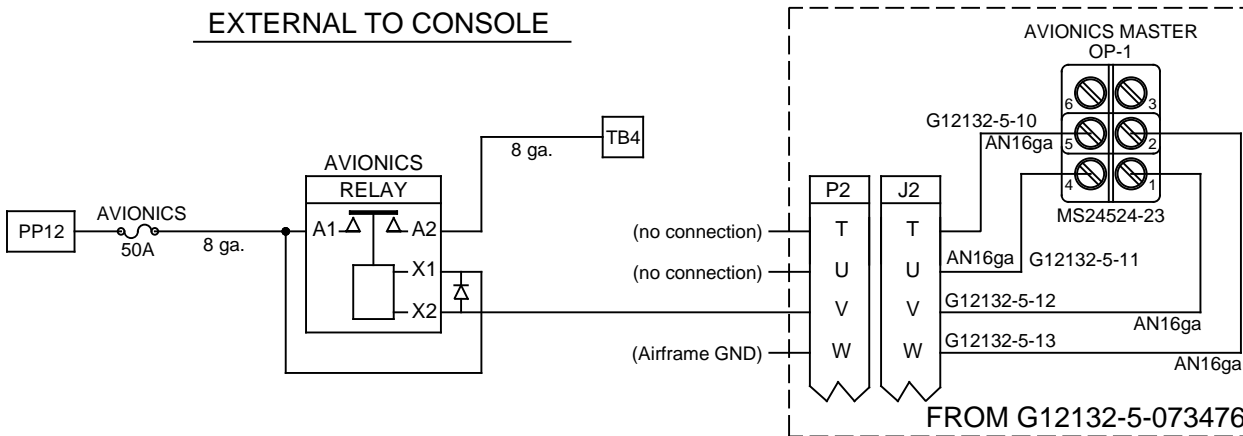 EXTERNAL TO CONSOLE
AVIONICS MASTER
OP-1
6
3
G12132-5-10
5
2
AN16ga
4
1
MS24524-23
TB4
8 ga.
AVIONICS
RELAY
A1
A2
X1
X2
PP12
AVIONICS
50A
8 ga.
P2
J2
(no connection)
T
T
(no connection)
U
U
AN16ga
G12132-5-11
V
V
G12132-5-12
AN16ga
(Airframe GND)
W
W
G12132-5-13
AN16ga
FROM G12132-5-073476